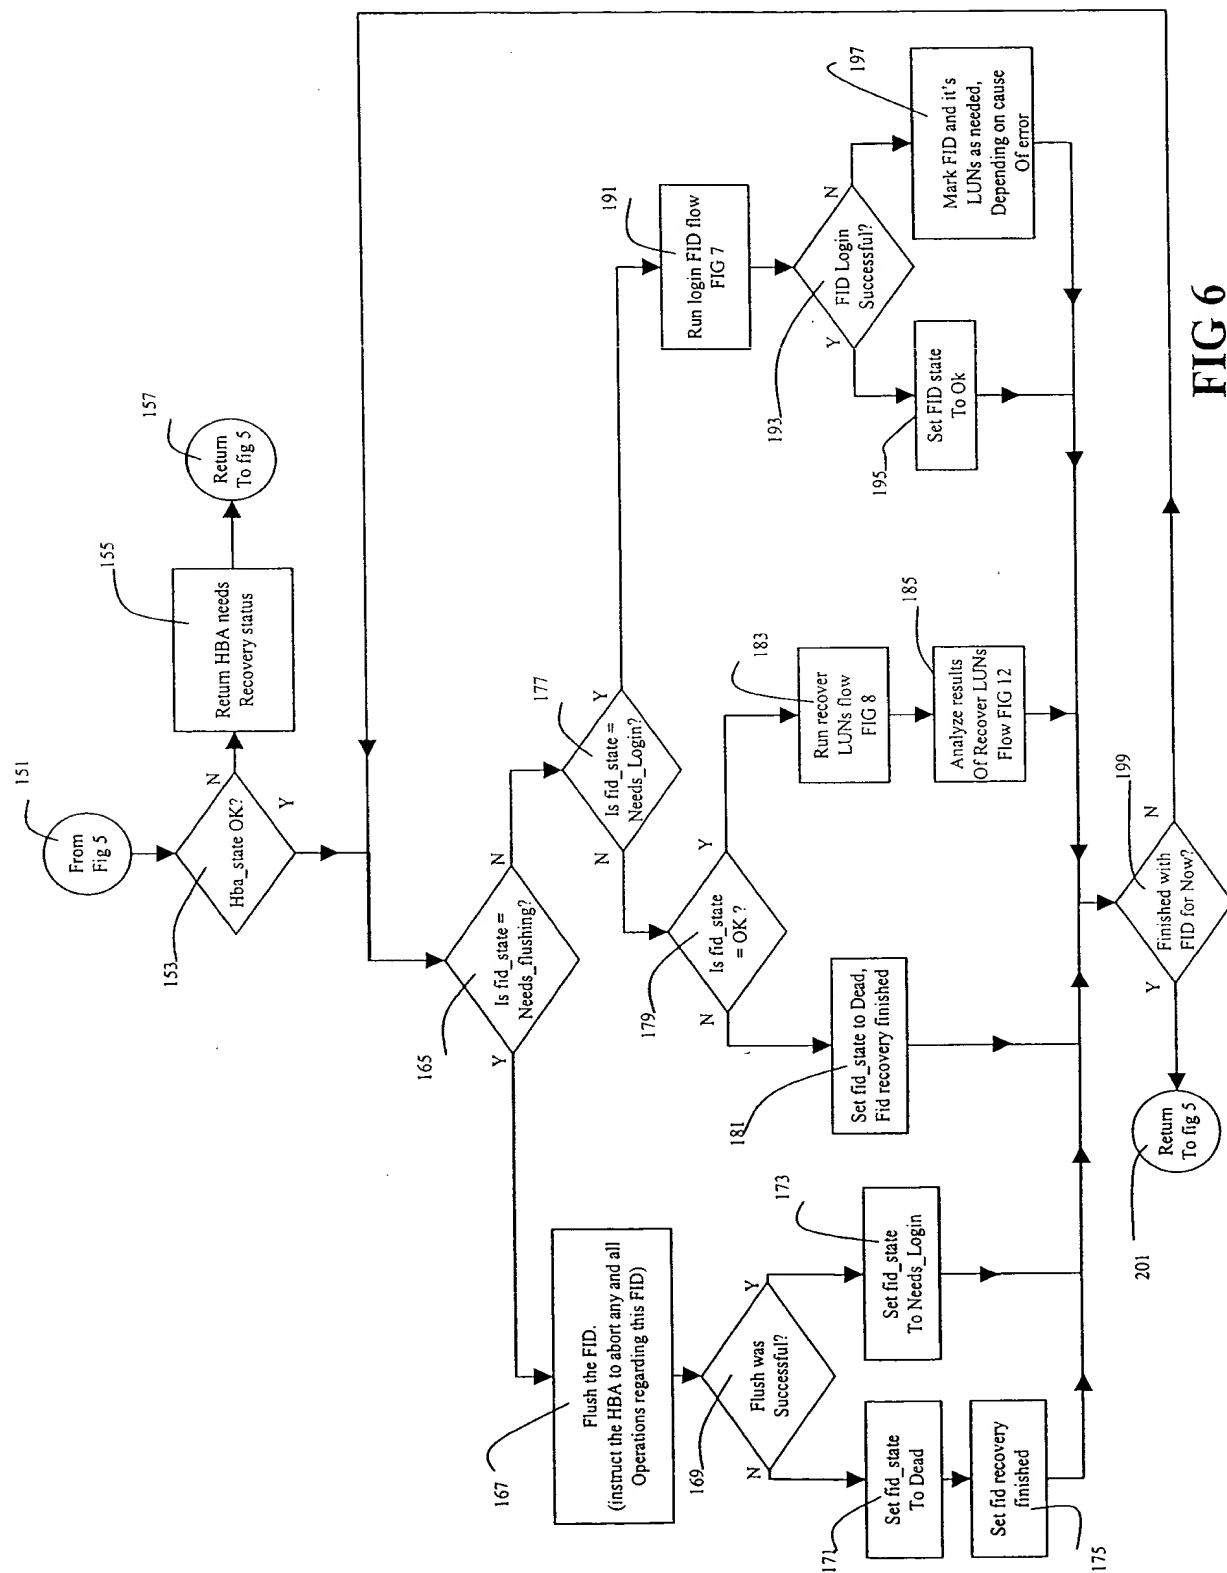 151
From
Fig 5
153
Hba_state OK?
N
Y
155
Return HBA needs
Recovery status
157
Return
To fig 5
165
Is fid_state =
Needs_flushing?
Y
N
167
Flush the FID.
(instruct the HBA to abort any and all
Operations regarding this FID)
169
Flush was
Successful?
N
Y
171
Set fid_state
To Dead
173
Set fid_state
To Needs_Login
175
Set fid recovery
finished
177
Is fid_state =
Needs_Login?
N
Y
179
Is fid_state
= OK ?
N
Y
181
Set fid_state to Dead,
Fid recovery finished
183
Run recover
LUNs flow
FIG 8
185
Analyze results
Of Recover LUNs
Flow FIG 12
191
Run login FID flow
FIG 7
193
FID Login
Successful?
Y
N
195
Set FID state
To Ok
197
Mark FID and it's
LUNs as needed,
Depending on cause
Of error
199
Finished with
FID for Now?
Y
N
201
Return
To fig 5
FIG 6